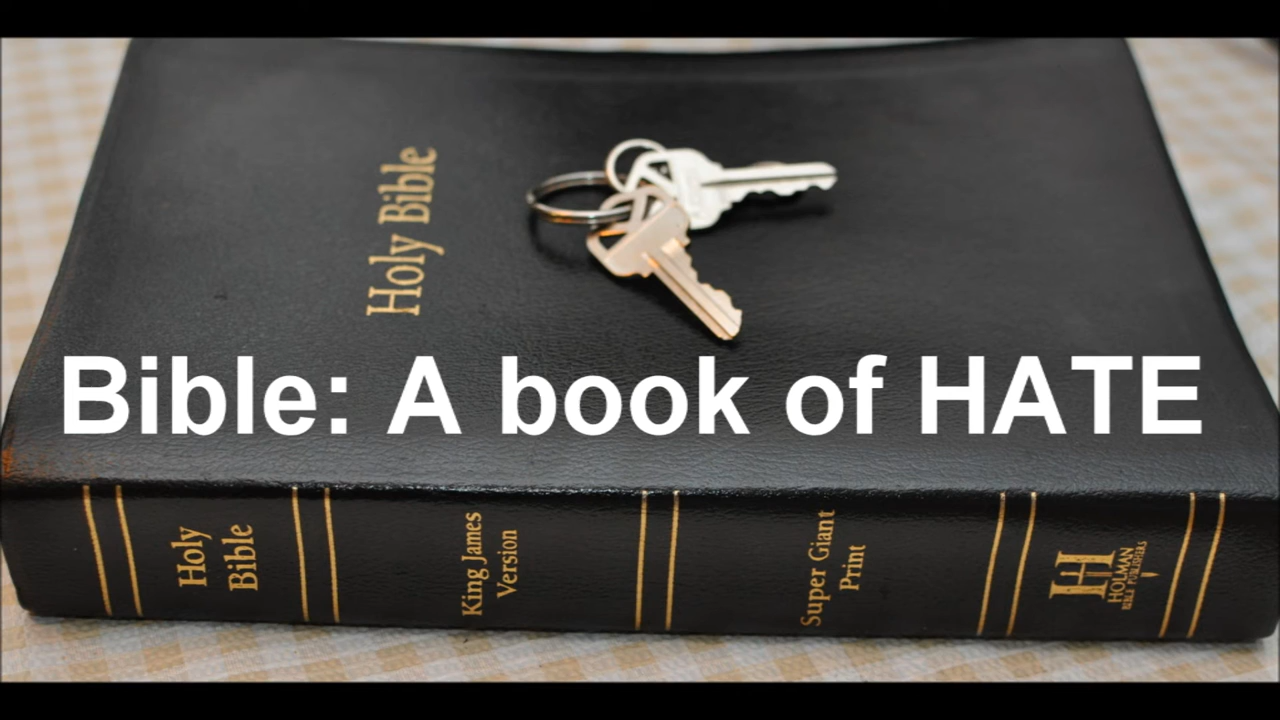 Holy Bible
Bible: A book of HATE
Holy
Bible
King James
Version
Super Giant
Print
HOLMAN
BIBLE PUBLISHERS